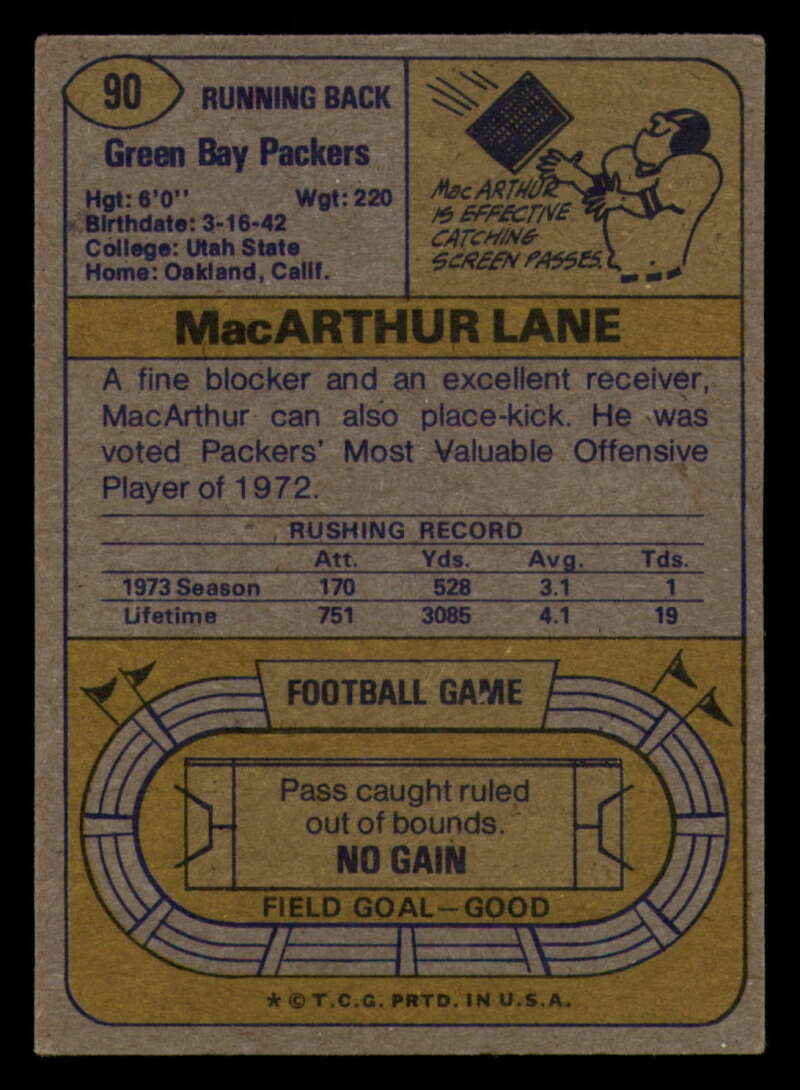 90
RUNNING BACK
Green Bay Packers
Hgt: 6'0" Wgt: 220
Birthdate: 3-16-42
College: Utah State
Home: Oakland, Calif.
MacARTHUR
IS EFFECTIVE
CATCHING
SCREEN PASSES.
MacARTHUR LANE
A fine blocker and an excellent receiver,
MacArthur can also place-kick. He was
voted Packers' Most Valuable Offensive
Player of 1972.
RUSHING RECORD
Att. Yds. Avg. Tds.
1973 Season 170 528 3.1 1
Lifetime 751 3085 4.1 19
FOOTBALL GAME
Pass caught ruled
out of bounds.
NO GAIN
FIELD GOAL—GOOD
* © T.C.G. PRTD. IN U.S.A.